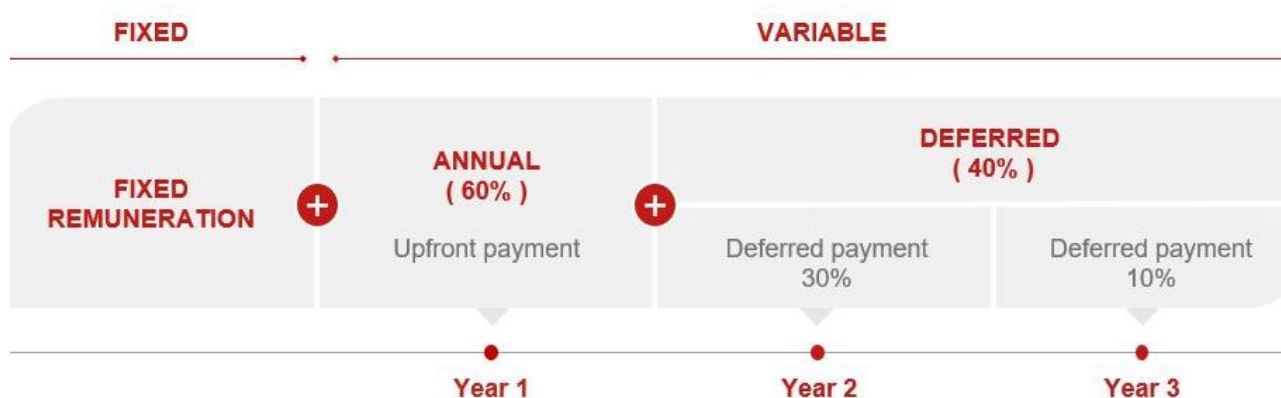 FIXED
VARIABLE
FIXED
REMUNERATION
+
ANNUAL
( 60% )
Upfront payment
+
DEFERRED
( 40% )
Deferred payment
30%
Deferred payment
10%
Year 1
Year 2
Year 3